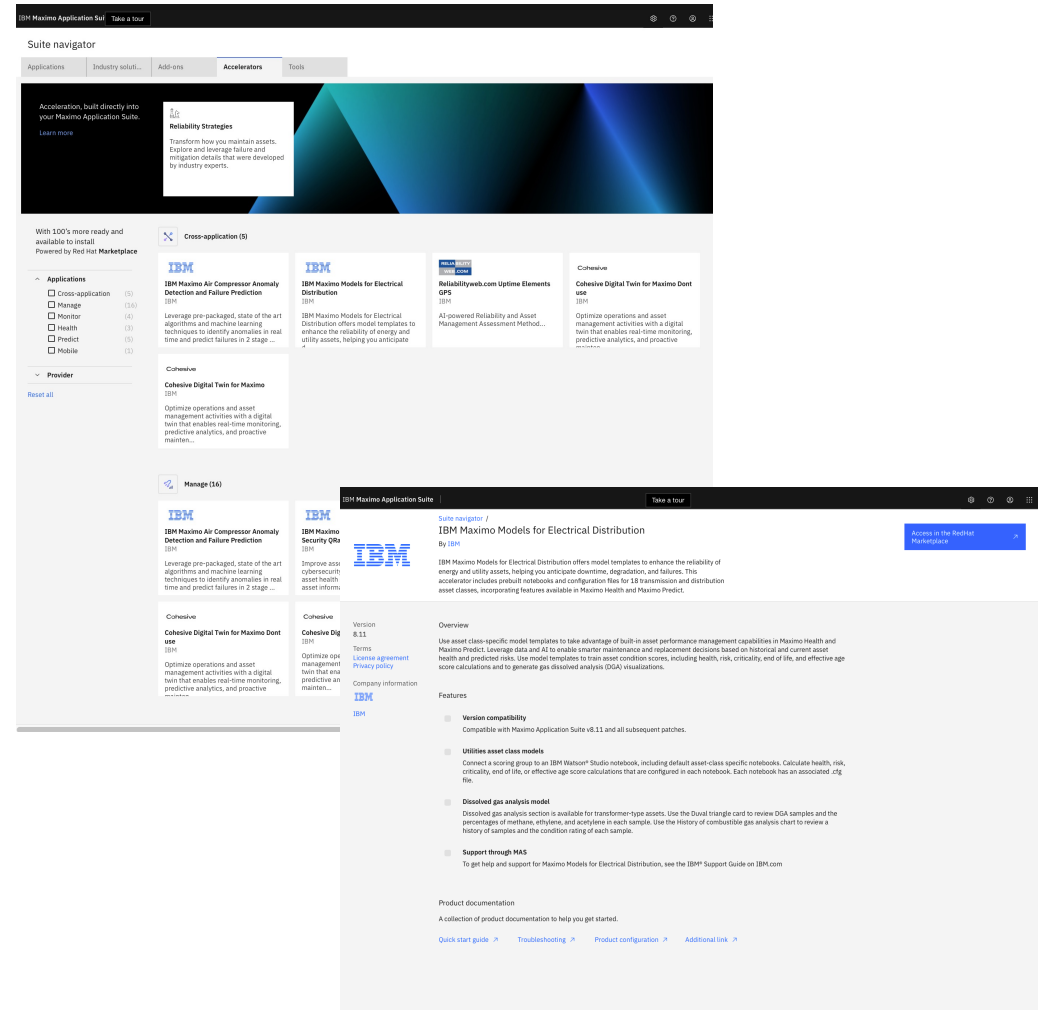 IBM Maximo Application Sui
Take a tour
Suite navigator
Applications
Industry soluti...
Add-ons
Accelerators
Tools
Acceleration, built directly into
your Maximo Application Suite.
Learn more
Reliability Strategies
Transform how you maintain assets.
Explore and leverage failure and
mitigation details that were developed
by industry experts.
With 100's more ready and
available to install
Powered by Red Hat Marketplace
Applications
Cross-application (5)
Manage (16)
Monitor (4)
Health (3)
Predict (5)
Mobile (1)
Provider
Reset all
Cross-application (5)
IBM
IBM Maximo Air Compressor Anomaly
Detection and Failure Prediction
IBM
Leverage pre-packaged, state of the art
algorithms and machine learning
techniques to identify anomalies in real
time and predict failures in 2 stage ...
IBM
IBM Maximo Models for Electrical
Distribution
IBM
IBM Maximo Models for Electrical
Distribution offers model templates to
enhance the reliability of energy and
utility assets, helping you anticipate
RELIABILITY
WEB.COM
Reliabilityweb.com Uptime Elements
GPS
IBM
AI-powered Reliability and Asset
Management Assessment Method...
Cohesive
Cohesive Digital Twin for Maximo Dont
use
IBM
Optimize operations and asset
management activities with a digital
twin that enables real-time monitoring,
predictive analytics, and proactive
Cohesive
Cohesive Digital Twin for Maximo
IBM
Optimize operations and asset
management activities with a digital
twin that enables real-time monitoring,
predictive analytics, and proactive
mainten...
Manage (16)
IBM
IBM Maximo Air Compressor Anomaly
Detection and Failure Prediction
IBM
Leverage pre-packaged, state of the art
algorithms and machine learning
techniques to identify anomalies in real
time and predict failures in 2 stage ...
IBM
IBM Maximo
Security QRa
IBM
Improve asse
cybersecurity
asset health
asset informa
Cohesive
Cohesive Digital Twin for Maximo Dont
use
IBM
Optimize operations and asset
management activities with a digital
twin that enables real-time monitoring,
predictive analytics, and proactive
Cohesive
Cohesive Dig
IBM
Optimize ope
management
twin that ena
predictive an
mainten...
IBM Maximo Application Suite
Take a tour
Suite navigator /
IBM Maximo Models for Electrical Distribution
By IBM
IBM
IBM Maximo Models for Electrical Distribution offers model templates to enhance the reliability of
energy and utility assets, helping you anticipate downtime, degradation, and failures. This
accelerator includes prebuilt notebooks and configuration files for 18 transmission and distribution
asset classes, incorporating features available in Maximo Health and Maximo Predict.
Access in the RedHat
Marketplace
Version
8.11
Terms
License agreement
Privacy policy
Company information
IBM
IBM
Overview
Use asset class-specific model templates to take advantage of built-in asset performance management capabilities in Maximo Health and
Maximo Predict. Leverage data and AI to enable smarter maintenance and replacement decisions based on historical and current asset
health and predicted risks. Use model templates to train asset condition scores, including health, risk, criticality, end of life, and effective age
score calculations and to generate gas dissolved analysis (DGA) visualizations.
Features
Version compatibility
Compatible with Maximo Application Suite v8.11 and all subsequent patches.
Utilities asset class models
Connect a scoring group to an IBM Watson® Studio notebook, including default asset-class specific notebooks. Calculate health, risk,
criticality, end of life, or effective age score calculations that are configured in each notebook. Each notebook has an associated .cfg
file.
Dissolved gas analysis model
Dissolved gas analysis section is available for transformer-type assets. Use the Duval triangle card to review DGA samples and the
percentages of methane, ethylene, and acetylene in each sample. Use the History of combustible gas analysis chart to review a
history of samples and the condition rating of each sample.
Support through MAS
To get help and support for Maximo Models for Electrical Distribution, see the IBM® Support Guide on IBM.com
Product documentation
A collection of product documentation to help you get started.
Quick start guide
Troubleshooting
Product configuration
Additional link